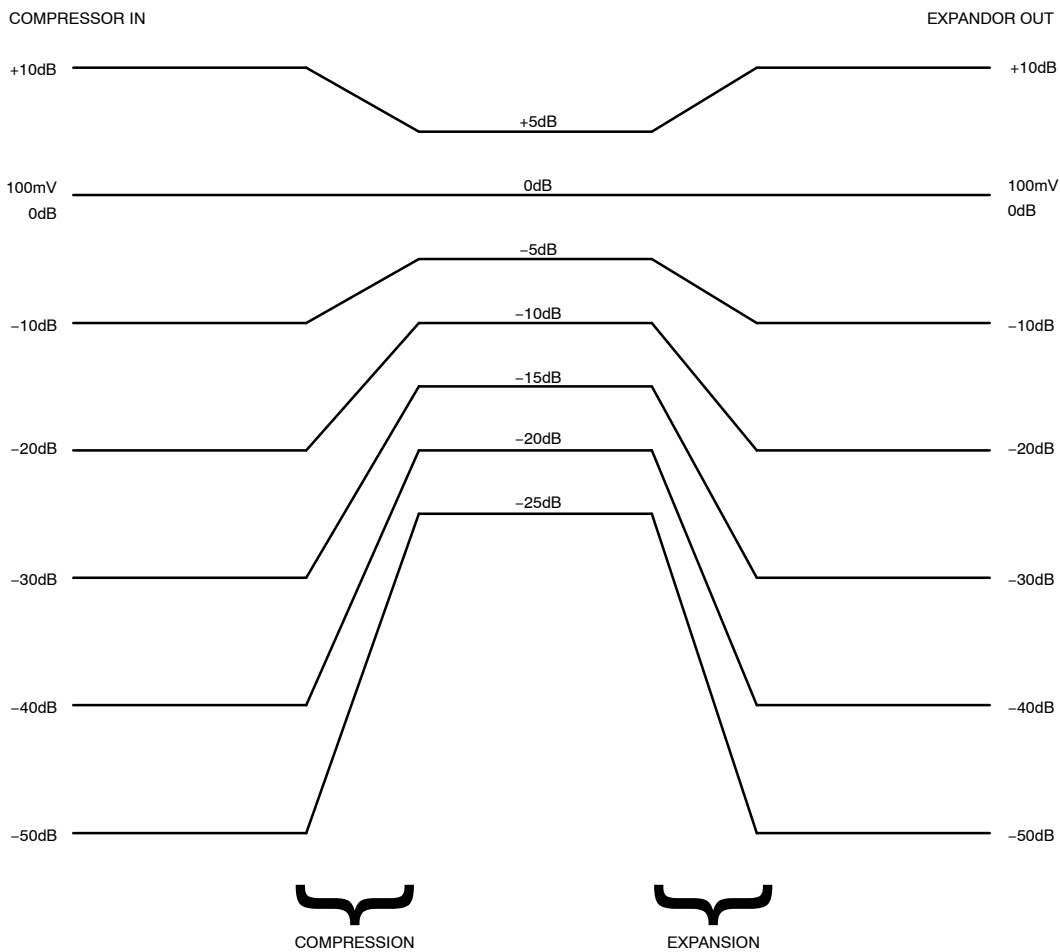 COMPRESSOR IN
EXPANDOR OUT
+10dB
+10dB
+5dB
100mV
0dB
0dB
100mV
0dB
−5dB
−10dB
−10dB
−10dB
−15dB
−20dB
−20dB
−20dB
−25dB
−30dB
−30dB
−40dB
−40dB
−50dB
−50dB
COMPRESSION
EXPANSION